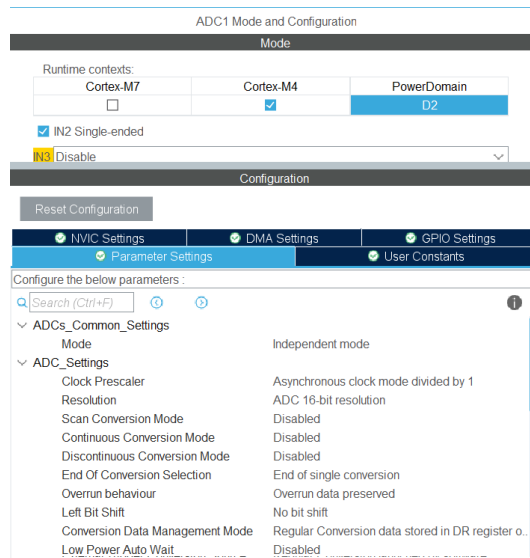 ADC1 Mode and Configuration
Mode
Runtime contexts:
Cortex-M7 Cortex-M4 PowerDomain
D2
IN2 Single-ended
IN3 Disable
Configuration
Reset Configuration
NVIC Settings DMA Settings GPIO Settings
Parameter Settings User Constants
Configure the below parameters :
Search (Ctrl+F)
ADCs_Common_Settings
Mode Independent mode
ADC_Settings
Clock Prescaler Asynchronous clock mode divided by 1
Resolution ADC 16-bit resolution
Scan Conversion Mode Disabled
Continuous Conversion Mode Disabled
Discontinuous Conversion Mode Disabled
End Of Conversion Selection End of single conversion
Overrun behaviour Overrun data preserved
Left Bit Shift No bit shift
Conversion Data Management Mode Regular Conversion data stored in DR register o...
Low Power Auto Wait Disabled